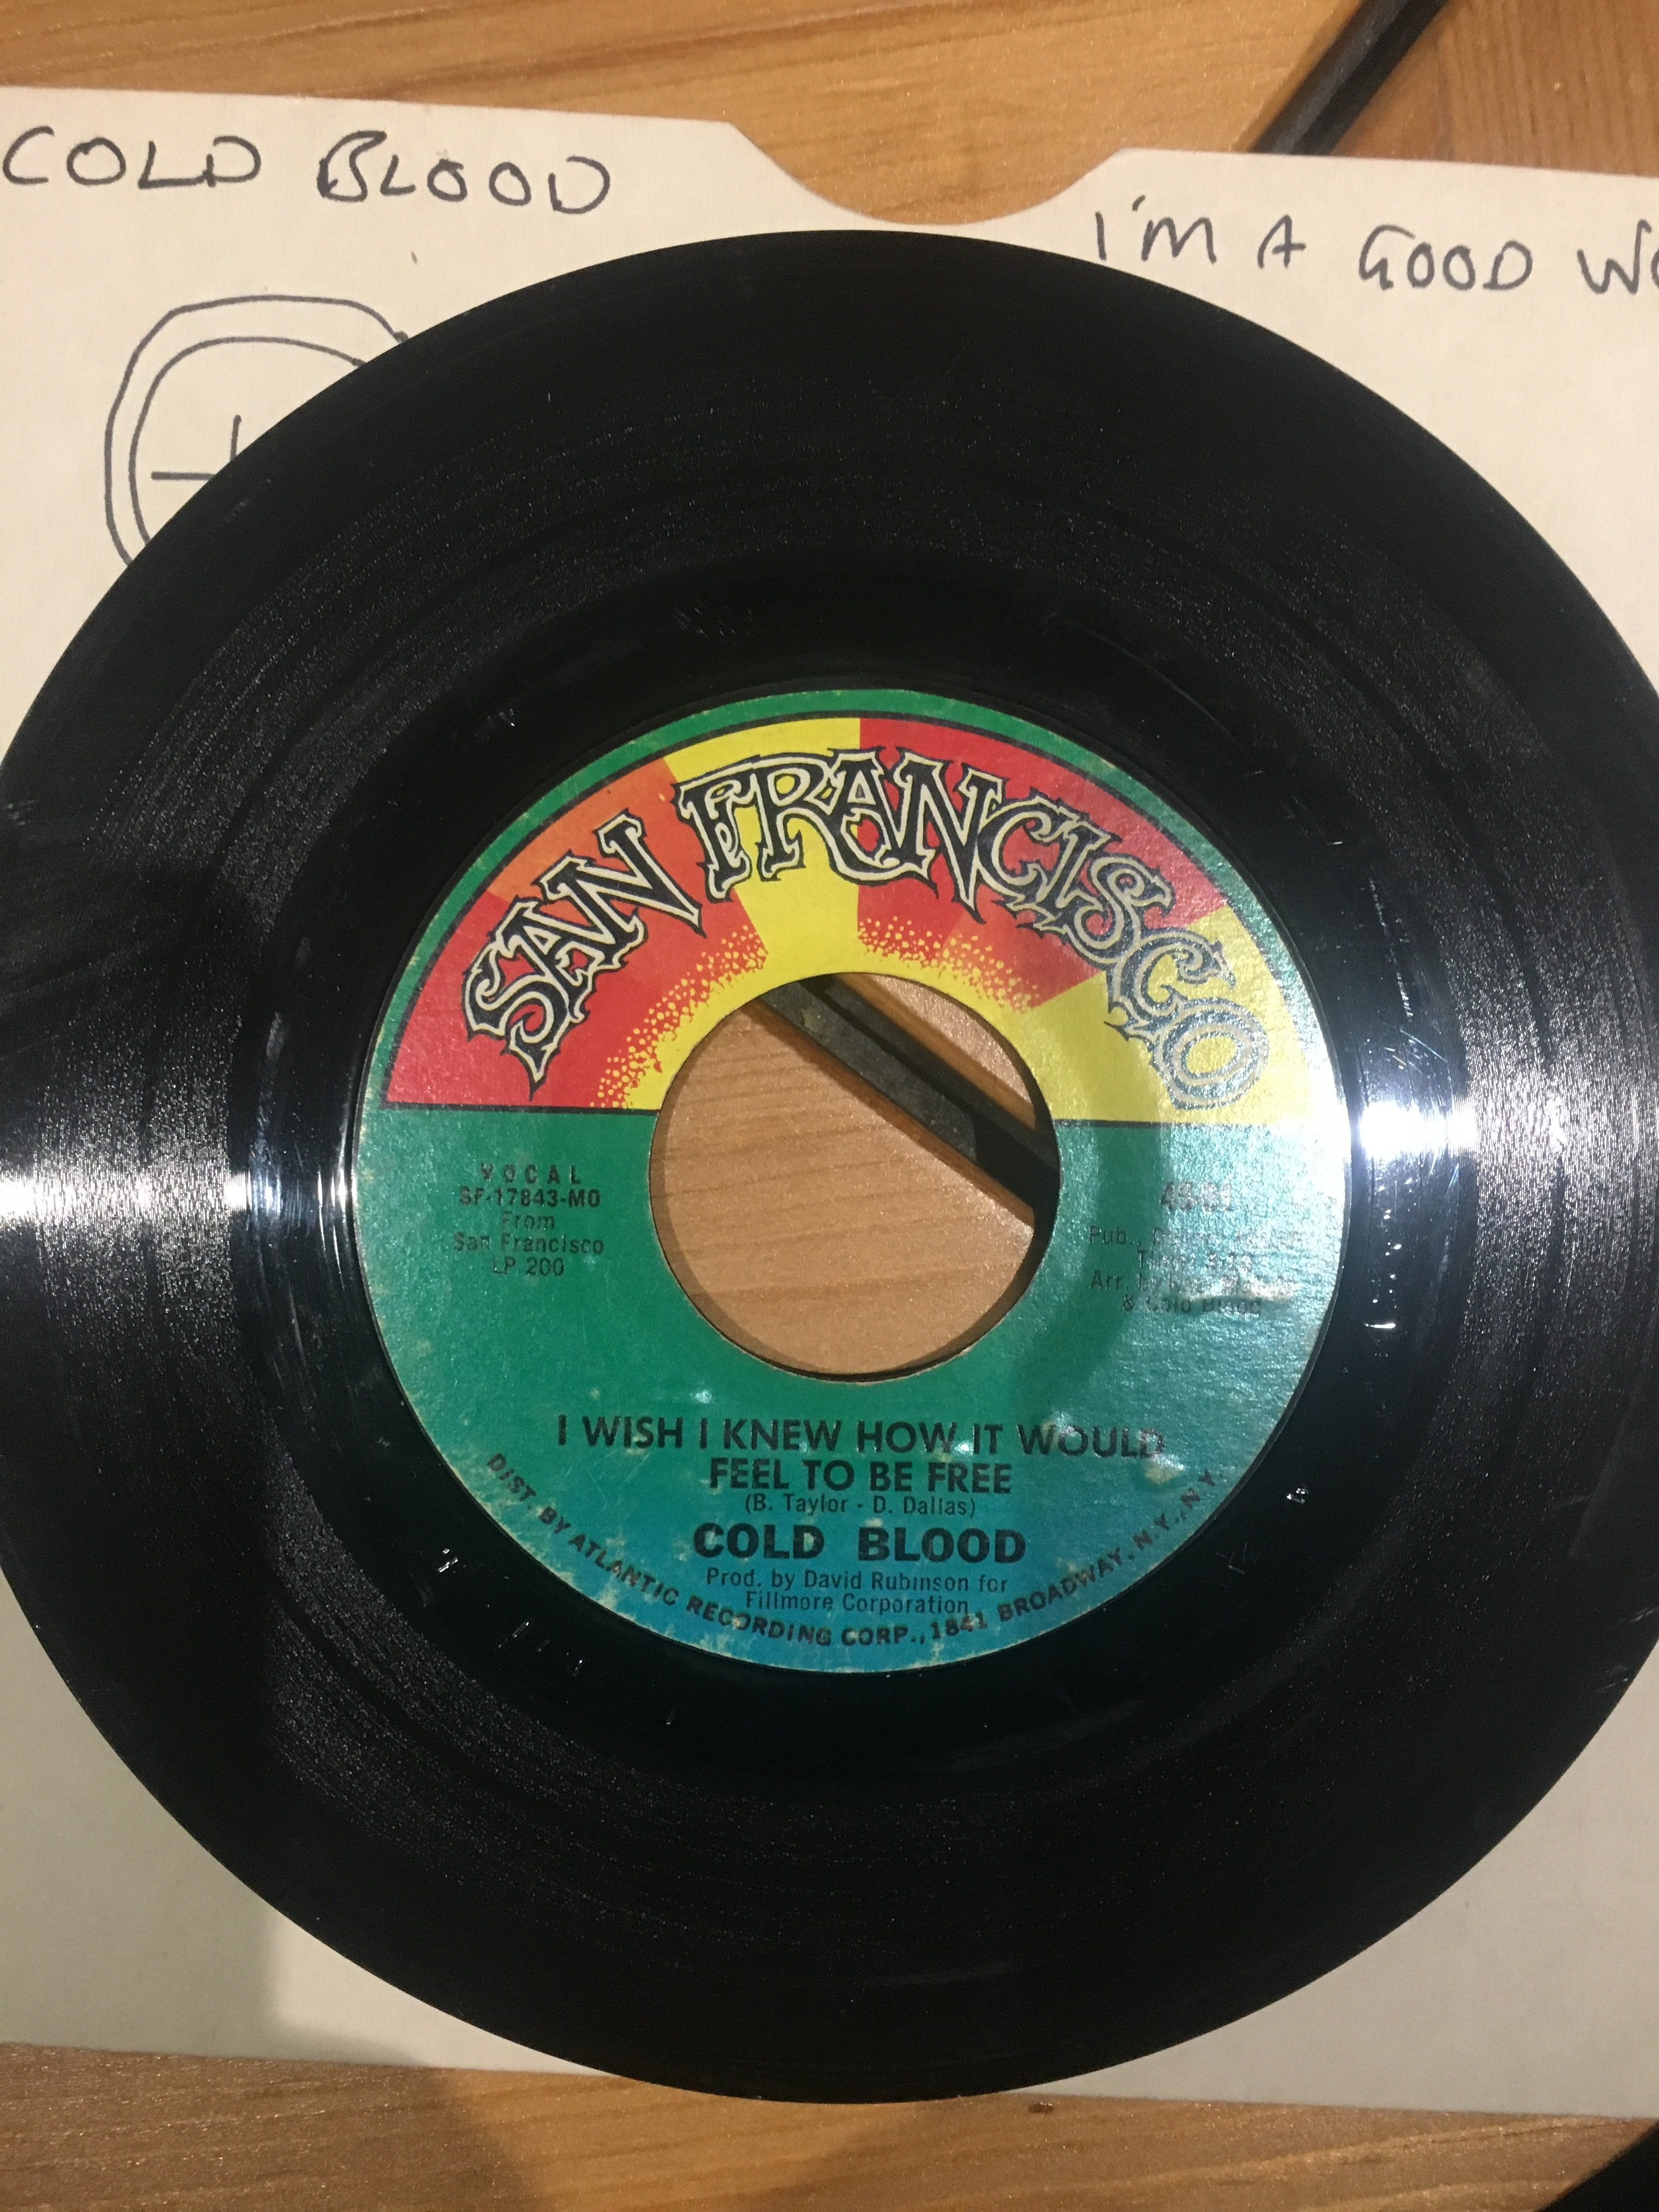 COLD BLOOD
I'M A GOOD
SAN FRANCISCO
VOCAL
SF-17843-MO
From
San Francisco
LP 200
Pub.
Arr. by
& Cold Blood
I WISH I KNEW HOW IT WOULD
FEEL TO BE FREE
(B. Taylor - D. Dallas)
COLD BLOOD
Prod. by David Rubinson for
Fillmore Corporation
DIST. BY ATLANTIC RECORDING CORP., 1841 BROADWAY, N.Y., N.Y.